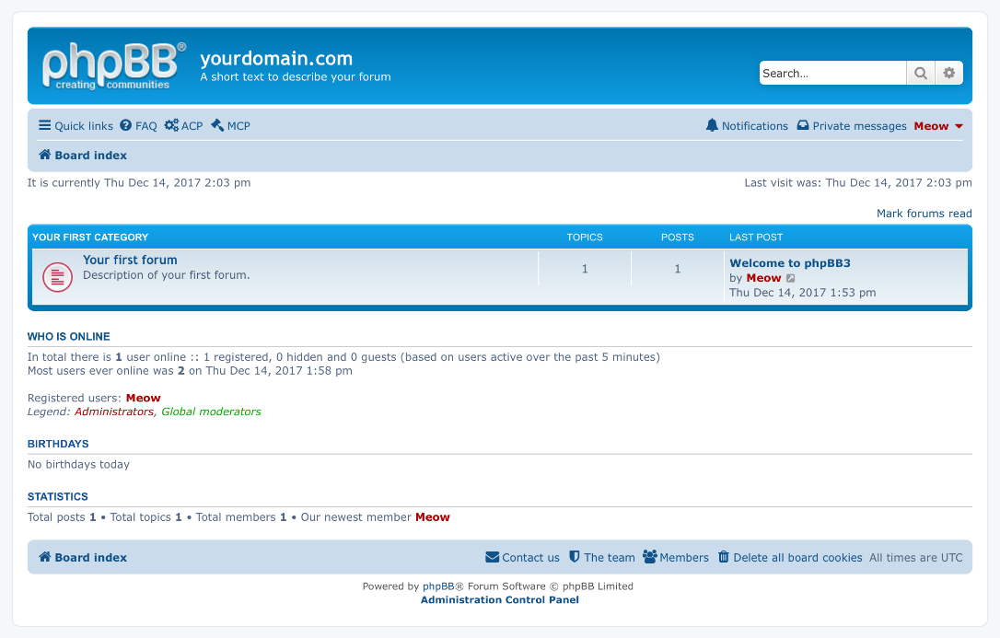 phpBB®
creating communities
yourdomain.com
A short text to describe your forum
Search…
Quick links FAQ ACP MCP Notifications Private messages Meow
Board index
It is currently Thu Dec 14, 2017 2:03 pm Last visit was: Thu Dec 14, 2017 2:03 pm
Mark forums read
YOUR FIRST CATEGORY TOPICS POSTS LAST POST
Your first forum
Description of your first forum.
1 1
Welcome to phpBB3
by Meow
Thu Dec 14, 2017 1:53 pm
WHO IS ONLINE
In total there is 1 user online :: 1 registered, 0 hidden and 0 guests (based on users active over the past 5 minutes)
Most users ever online was 2 on Thu Dec 14, 2017 1:58 pm
Registered users: Meow
Legend: Administrators, Global moderators
BIRTHDAYS
No birthdays today
STATISTICS
Total posts 1 • Total topics 1 • Total members 1 • Our newest member Meow
Board index Contact us The team Members Delete all board cookies All times are UTC
Powered by phpBB® Forum Software © phpBB Limited
Administration Control Panel